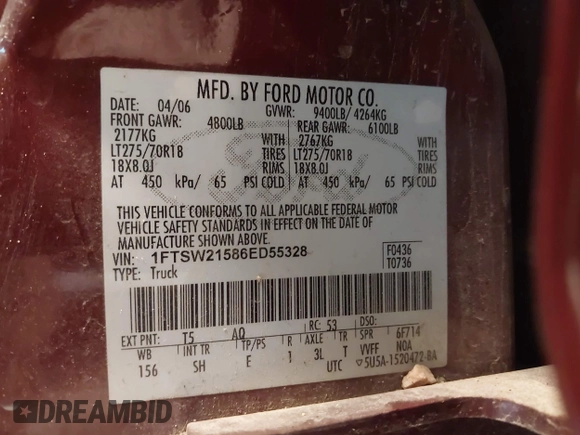 MFD. BY FORD MOTOR CO.
DATE: 04/06 GVWR: 9400LB/ 4264KG
FRONT GAWR: 4800LB REAR GAWR: 6100LB
2177KG WITH 2767KG WITH
LT275/70R18 TIRES LT275/70R18 TIRES
18X8.0J RIMS 18X8.0J RIMS
AT 450 kPa/ 65 PSI COLD AT 450 kPa/ 65 PSI COLD
THIS VEHICLE CONFORMS TO ALL APPLICABLE FEDERAL MOTOR
VEHICLE SAFETY STANDARDS IN EFFECT ON THE DATE OF
MANUFACTURE SHOWN ABOVE.
VIN: 1FTSW21586ED55328 F0436
TYPE: Truck T0736
EXT PNT: T5 AQ RC: 53 DSO:
WB INT TR TP/PS R AXLE TR SPR 6F714
156 SH E 1 3L T VVFF NOA
UTC ▽5U5A-1520472-BA
Ford
DREAMBID